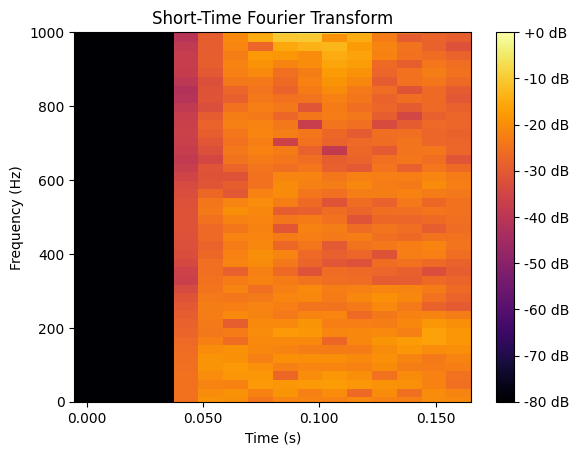 Short-Time Fourier Transform
1000
800
600
400
200
0
Frequency (Hz)
0.000
0.050
0.100
0.150
Time (s)
+0 dB
-10 dB
-20 dB
-30 dB
-40 dB
-50 dB
-60 dB
-70 dB
-80 dB